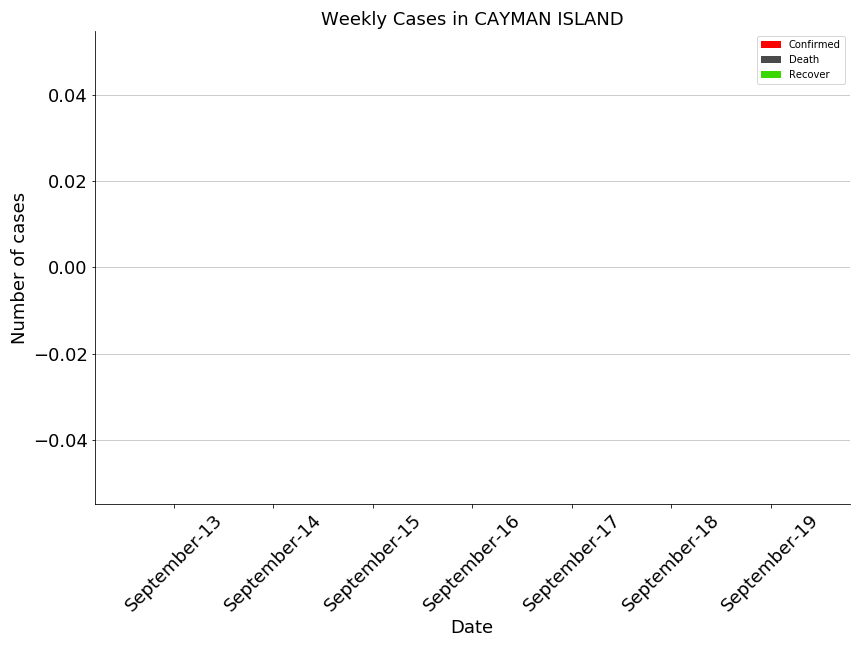 Weekly Cases in CAYMAN ISLAND
Confirmed
Death
Recover
Number of cases
0.04
0.02
0.00
−0.02
−0.04
September-13
September-14
September-15
September-16
September-17
September-18
September-19
Date